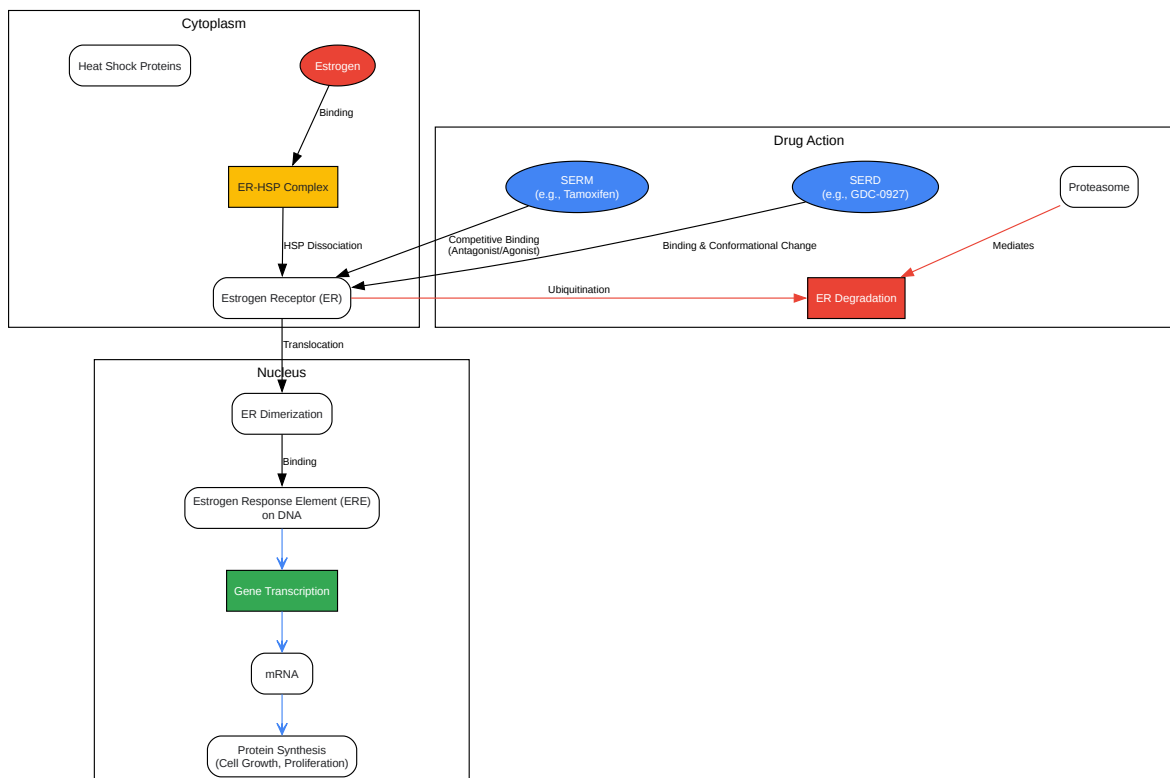 Cytoplasm
Heat Shock Proteins
Estrogen
Binding
ER-HSP Complex
HSP Dissociation
Estrogen Receptor (ER)
Drug Action
SERM
(e.g., Tamoxifen)
SERD
(e.g., GDC-0927)
Proteasome
Competitive Binding
(Antagonist/Agonist)
Binding & Conformational Change
Mediates
Ubiquitination
ER Degradation
Translocation
Nucleus
ER Dimerization
Binding
Estrogen Response Element (ERE)
on DNA
Gene Transcription
mRNA
Protein Synthesis
(Cell Growth, Proliferation)